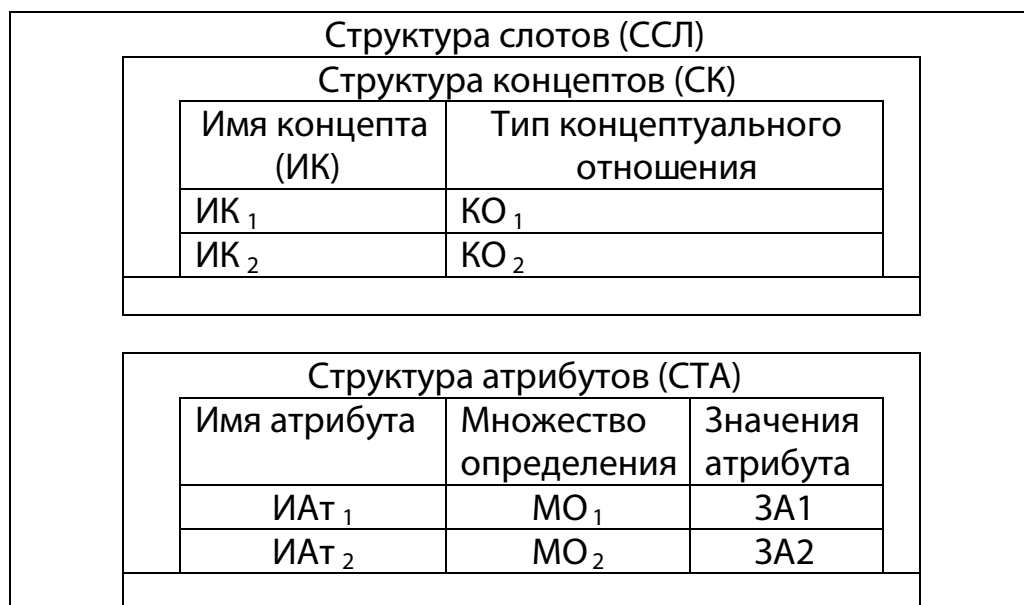 Структура слотов (ССЛ)
Структура концептов (СК)
Имя концепта (ИК) Тип концептуального отношения
ИК 1 КО 1
ИК 2 КО 2
Структура атрибутов (СТА)
Имя атрибута Множество определения Значения атрибута
ИАт 1 МО 1 ЗА1
ИАт 2 МО 2 ЗА2